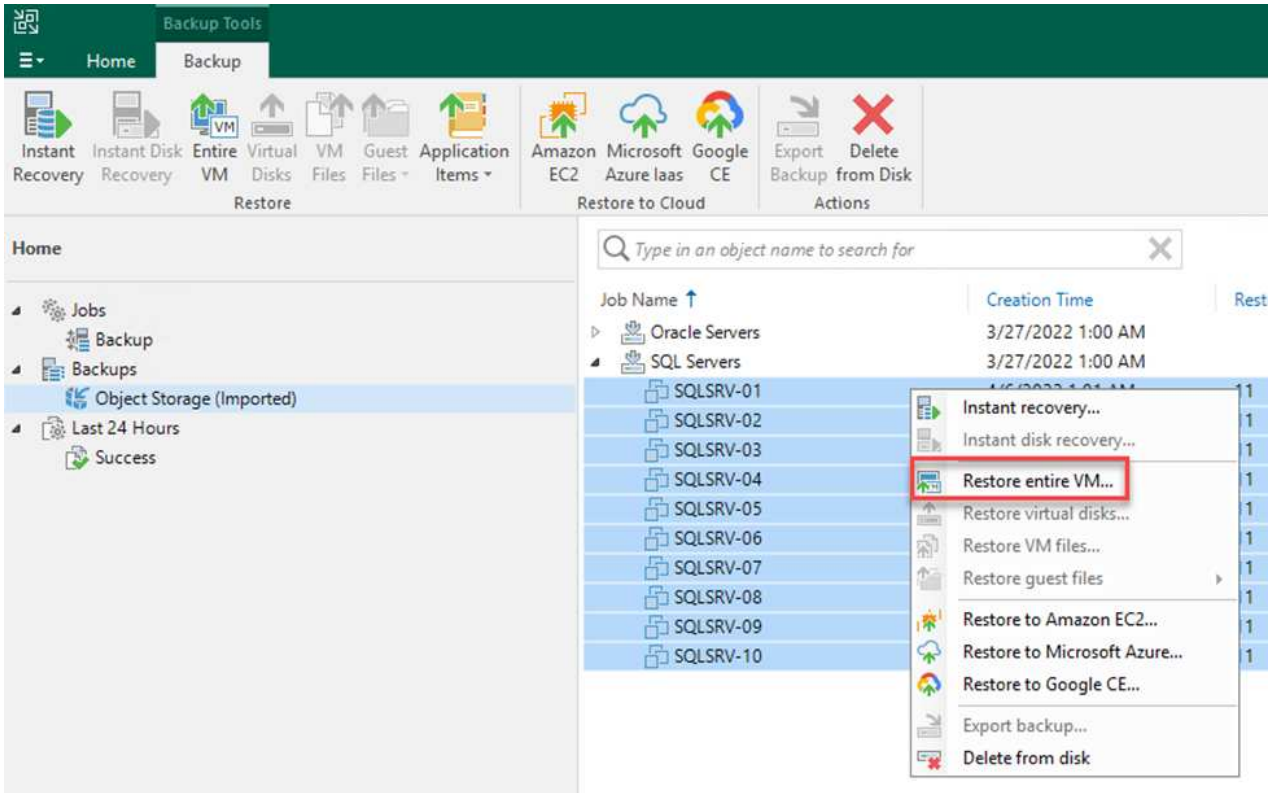 Backup Tools
Home Backup
Instant Recovery
Instant Disk Recovery
Entire VM
Virtual Disks
VM Files
Guest Files
Application Items
Restore
Amazon EC2
Microsoft Azure Iaas
Google CE
Restore to Cloud
Export Backup
Delete from Disk
Actions
Home
Jobs
Backup
Backups
Object Storage (Imported)
Last 24 Hours
Success
Type in an object name to search for
Job Name Creation Time Rest
Oracle Servers 3/27/2022 1:00 AM
SQL Servers 3/27/2022 1:00 AM
SQLSRV-01 11
SQLSRV-02
SQLSRV-03
SQLSRV-04
SQLSRV-05
SQLSRV-06
SQLSRV-07
SQLSRV-08
SQLSRV-09
SQLSRV-10
Instant recovery...
Instant disk recovery...
Restore entire VM...
Restore virtual disks...
Restore VM files...
Restore guest files
Restore to Amazon EC2...
Restore to Microsoft Azure...
Restore to Google CE...
Export backup...
Delete from disk